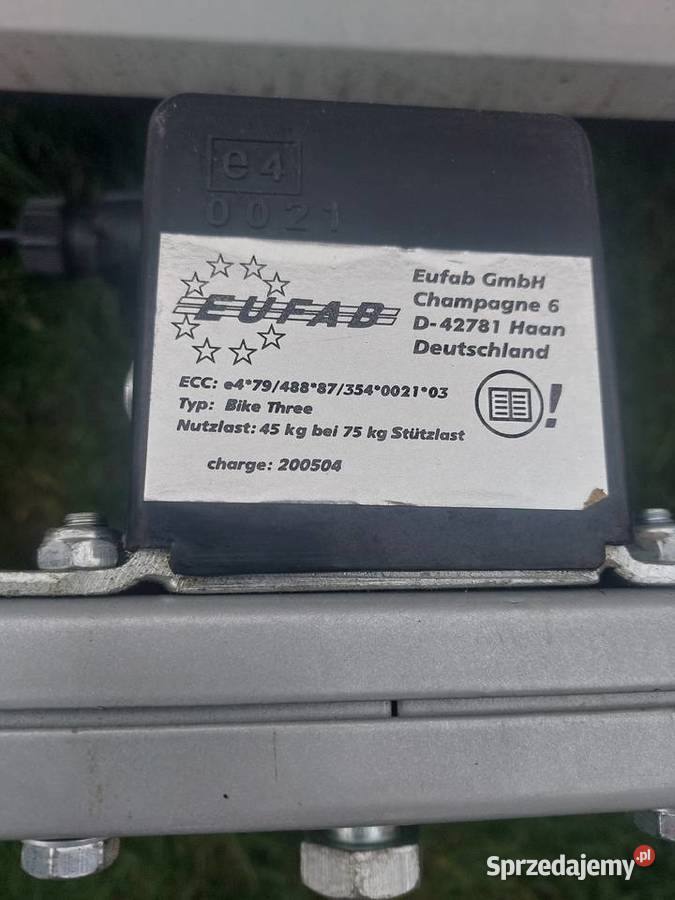 e4
0021
EUFAB
Eufab GmbH
Champagne 6
D-42781 Haan
Deutschland
ECC: e4*79/488*87/354*0021*03
Typ: Bike Three
Nutzlast: 45 kg bei 75 kg Stützlast
charge: 200504
!
Sprzedajemy.pl